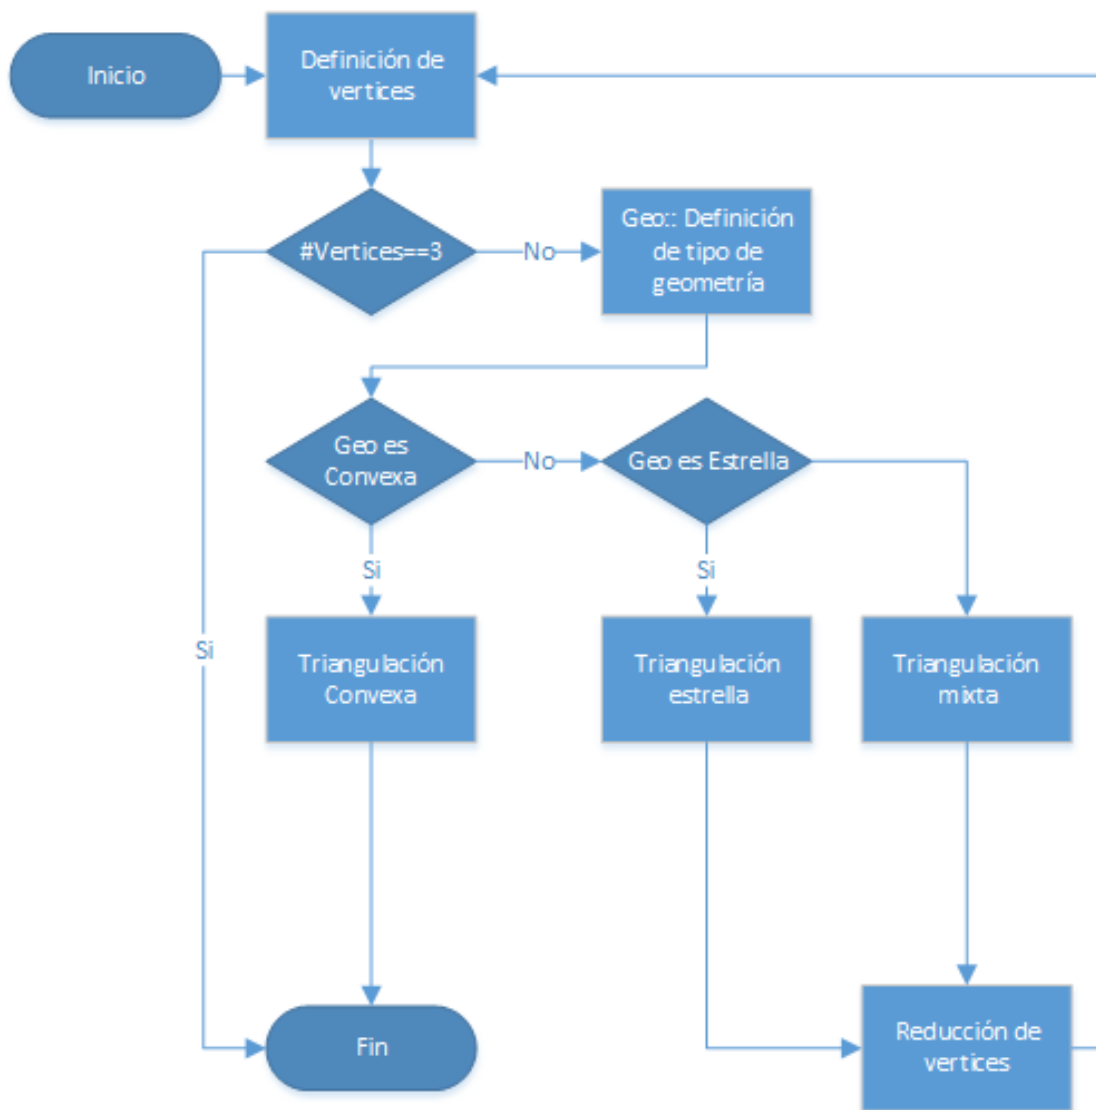 Inicio
Definición de
vertices
#Vertices==3
No
Geo:: Definición
de tipo de
geometría
Geo es
Convexa
No
Geo es Estrella
Si
Si
Si
Triangulación
Convexa
Triangulación
estrella
Triangulación
mixta
Fin
Reducción de
vertices